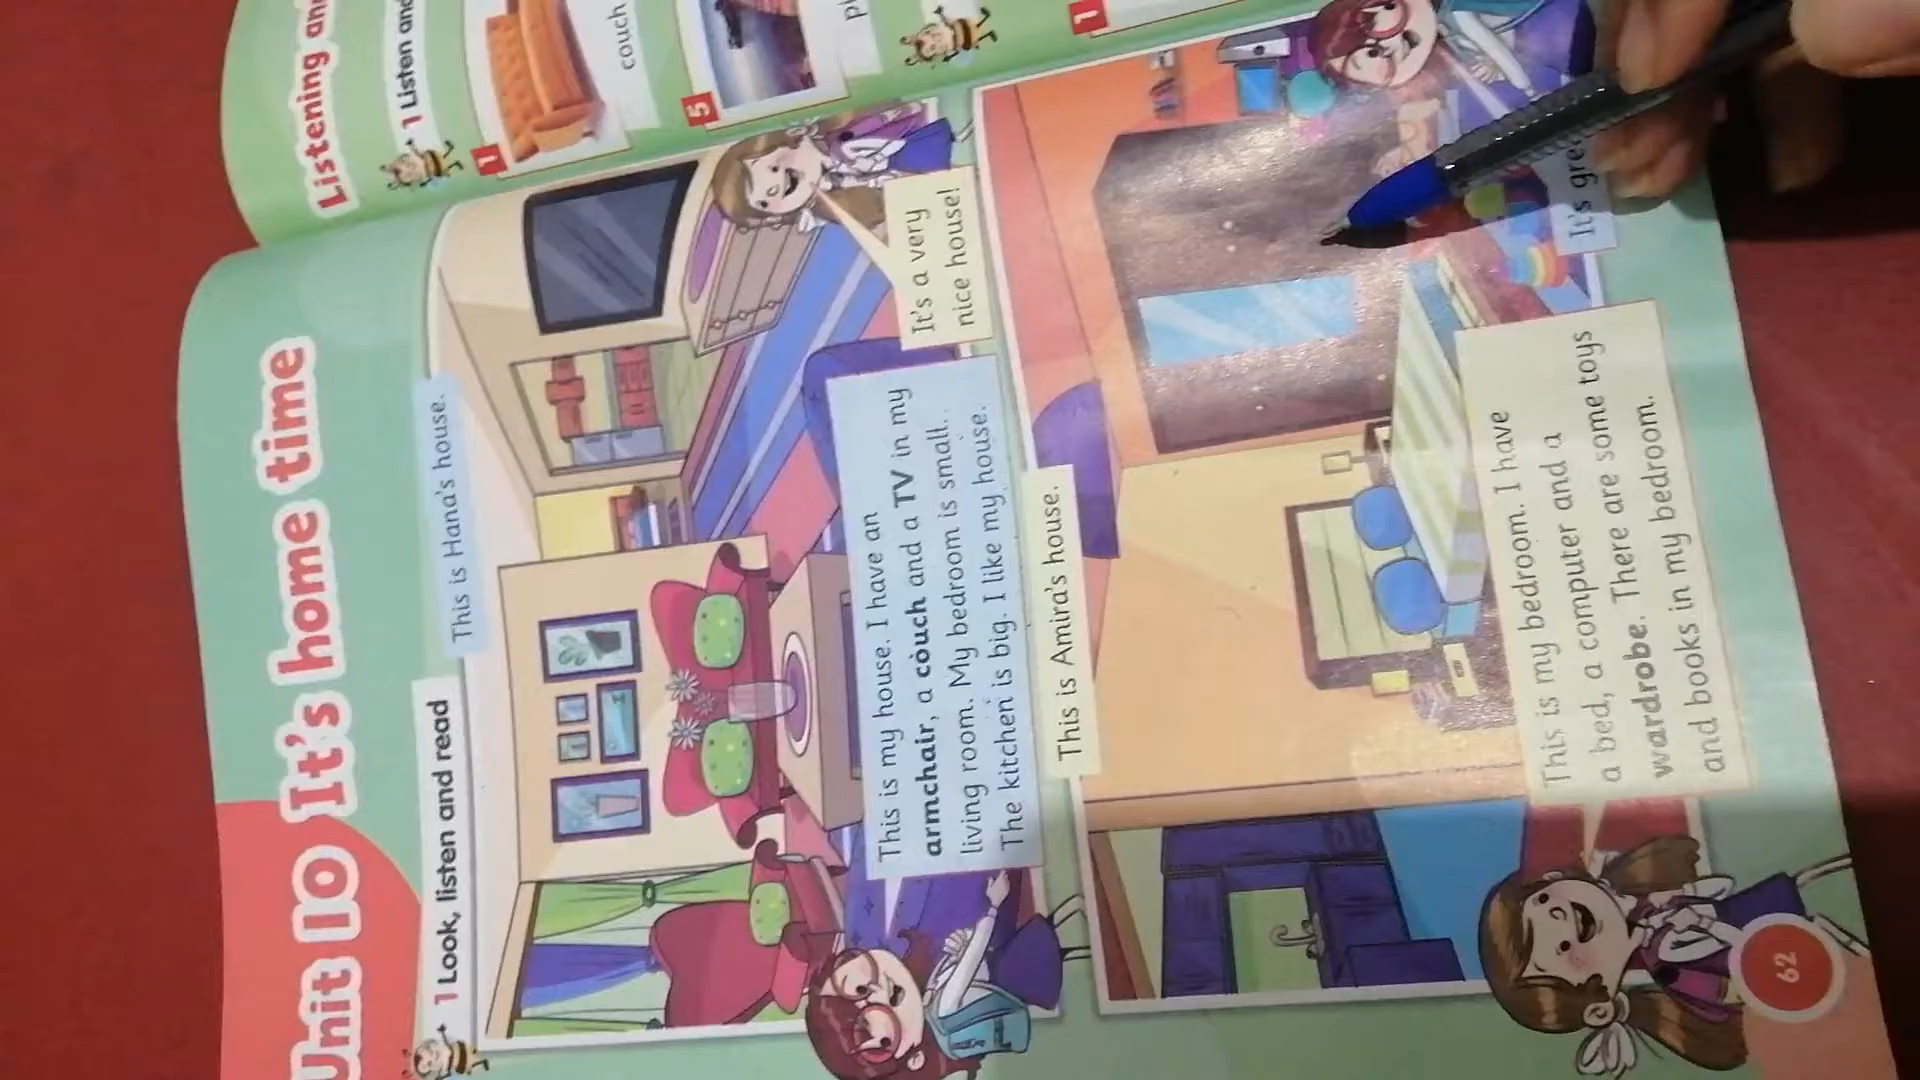 Unit 10 It's home time
1 Look, listen and read
This is Hana's house.
This is my house. I have an
armchair, a couch and a TV in my
living room. My bedroom is small.
The kitchen is big. I like my house.
It's a very
nice house!
This is Amira's house.
This is my bedroom. I have
a bed, a computer and a
wardrobe. There are some toys
and books in my bedroom.
It's
62
Listening
1 Listen and
1
couch
5
1